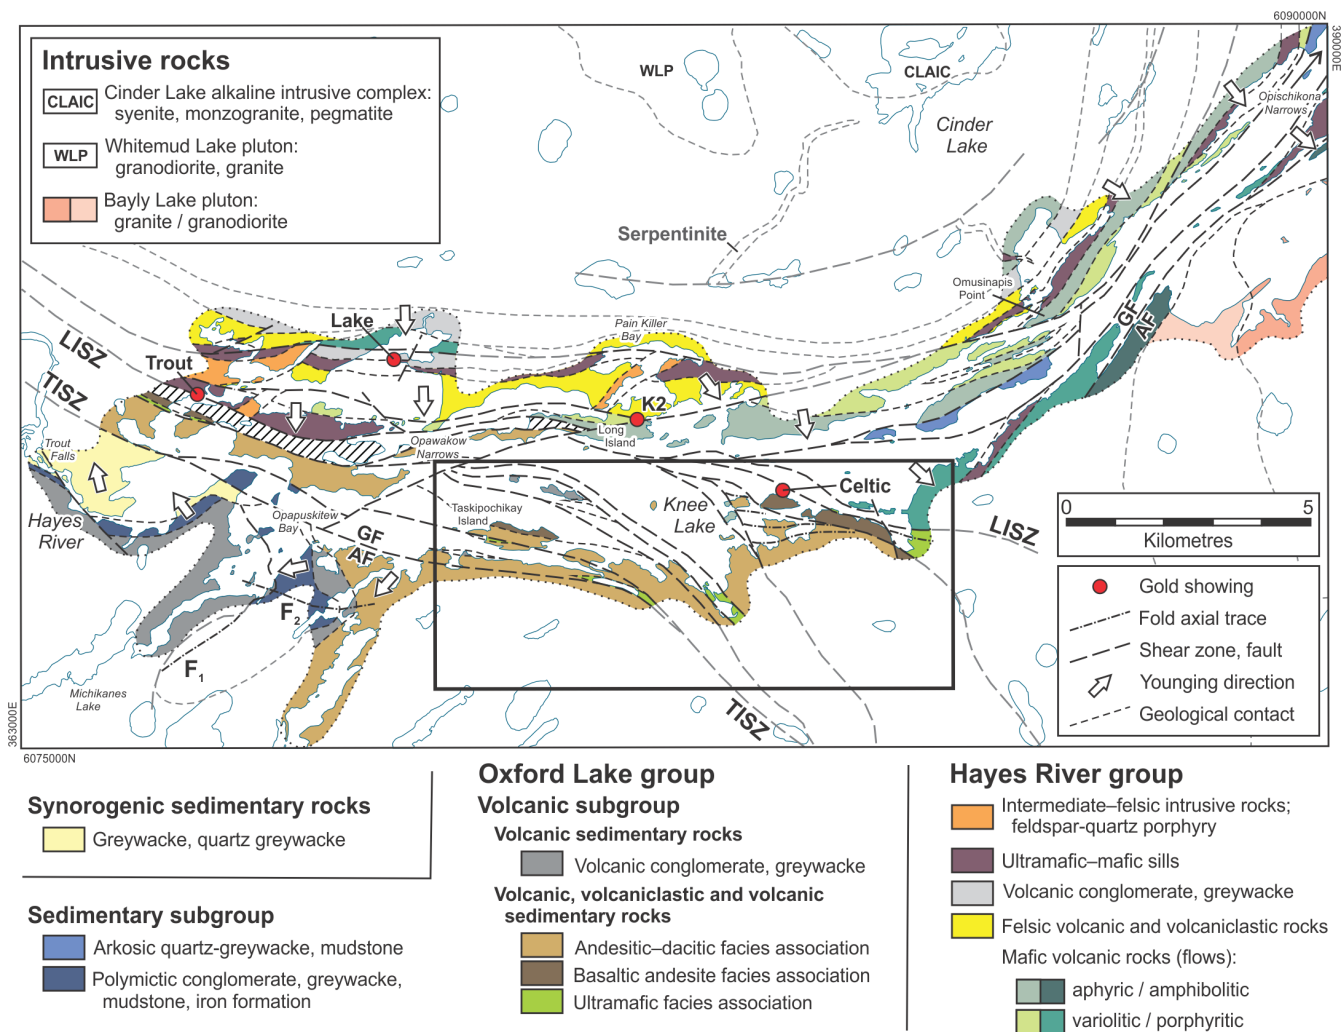 6090000N
390000E
Intrusive rocks
CLAIC
Cinder Lake alkaline intrusive complex:
syenite, monzogranite, pegmatite
WLP
Whitemud Lake pluton:
granodiorite, granite
Bayly Lake pluton:
granite / granodiorite
WLP
CLAIC
Cinder
Lake
Opischikona
Narrows
Serpentinite
Omusinapis
Point
Lake
Pain Killer
Bay
GF
AF
LISZ
Trout
TISZ
K2
Long
Island
Opawakow
Narrows
Trout
Falls
Celtic
Knee
Lake
Taskipochikay
Island
Hayes
River
Opapuskitew
Bay
GF
AF
LISZ
F2
F1
Michikanes
Lake
TISZ
0
5
Kilometres
Gold showing
Fold axial trace
Shear zone, fault
Younging direction
Geological contact
363000E
6075000N
Synorogenic sedimentary rocks
Greywacke, quartz greywacke
Sedimentary subgroup
Arkosic quartz-greywacke, mudstone
Polymictic conglomerate, greywacke,
mudstone, iron formation
Oxford Lake group
Volcanic subgroup
Volcanic sedimentary rocks
Volcanic conglomerate, greywacke
Volcanic, volcaniclastic and volcanic
sedimentary rocks
Andesitic–dacitic facies association
Basaltic andesite facies association
Ultramafic facies association
Hayes River group
Intermediate–felsic intrusive rocks;
feldspar-quartz porphyry
Ultramafic–mafic sills
Volcanic conglomerate, greywacke
Felsic volcanic and volcaniclastic rocks
Mafic volcanic rocks (flows):
aphyric / amphibolitic
variolitic / porphyritic